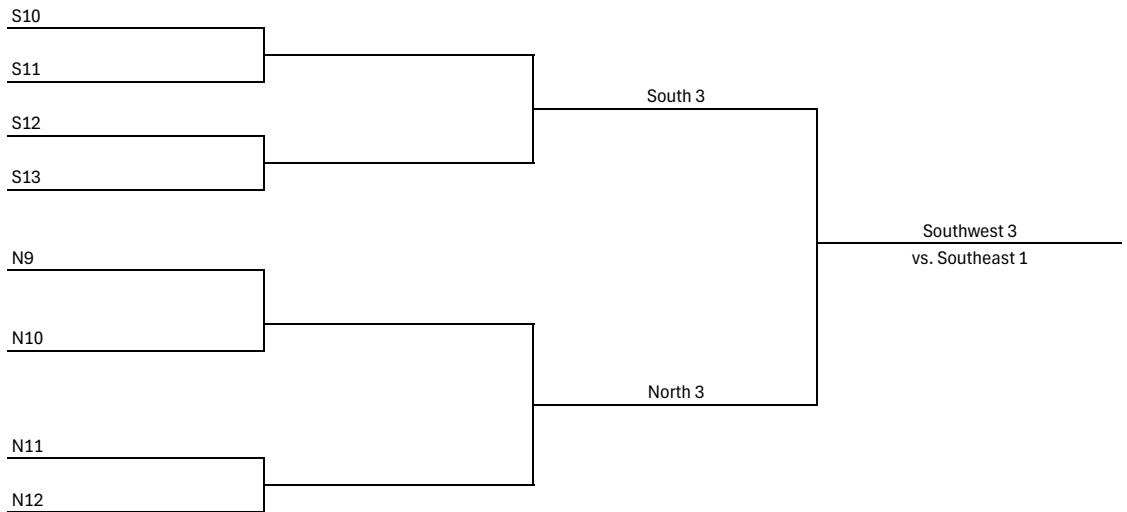 S10
S11
S12
S13
South 3
Southwest 3
vs. Southeast 1
N9
N10
North 3
N11
N12